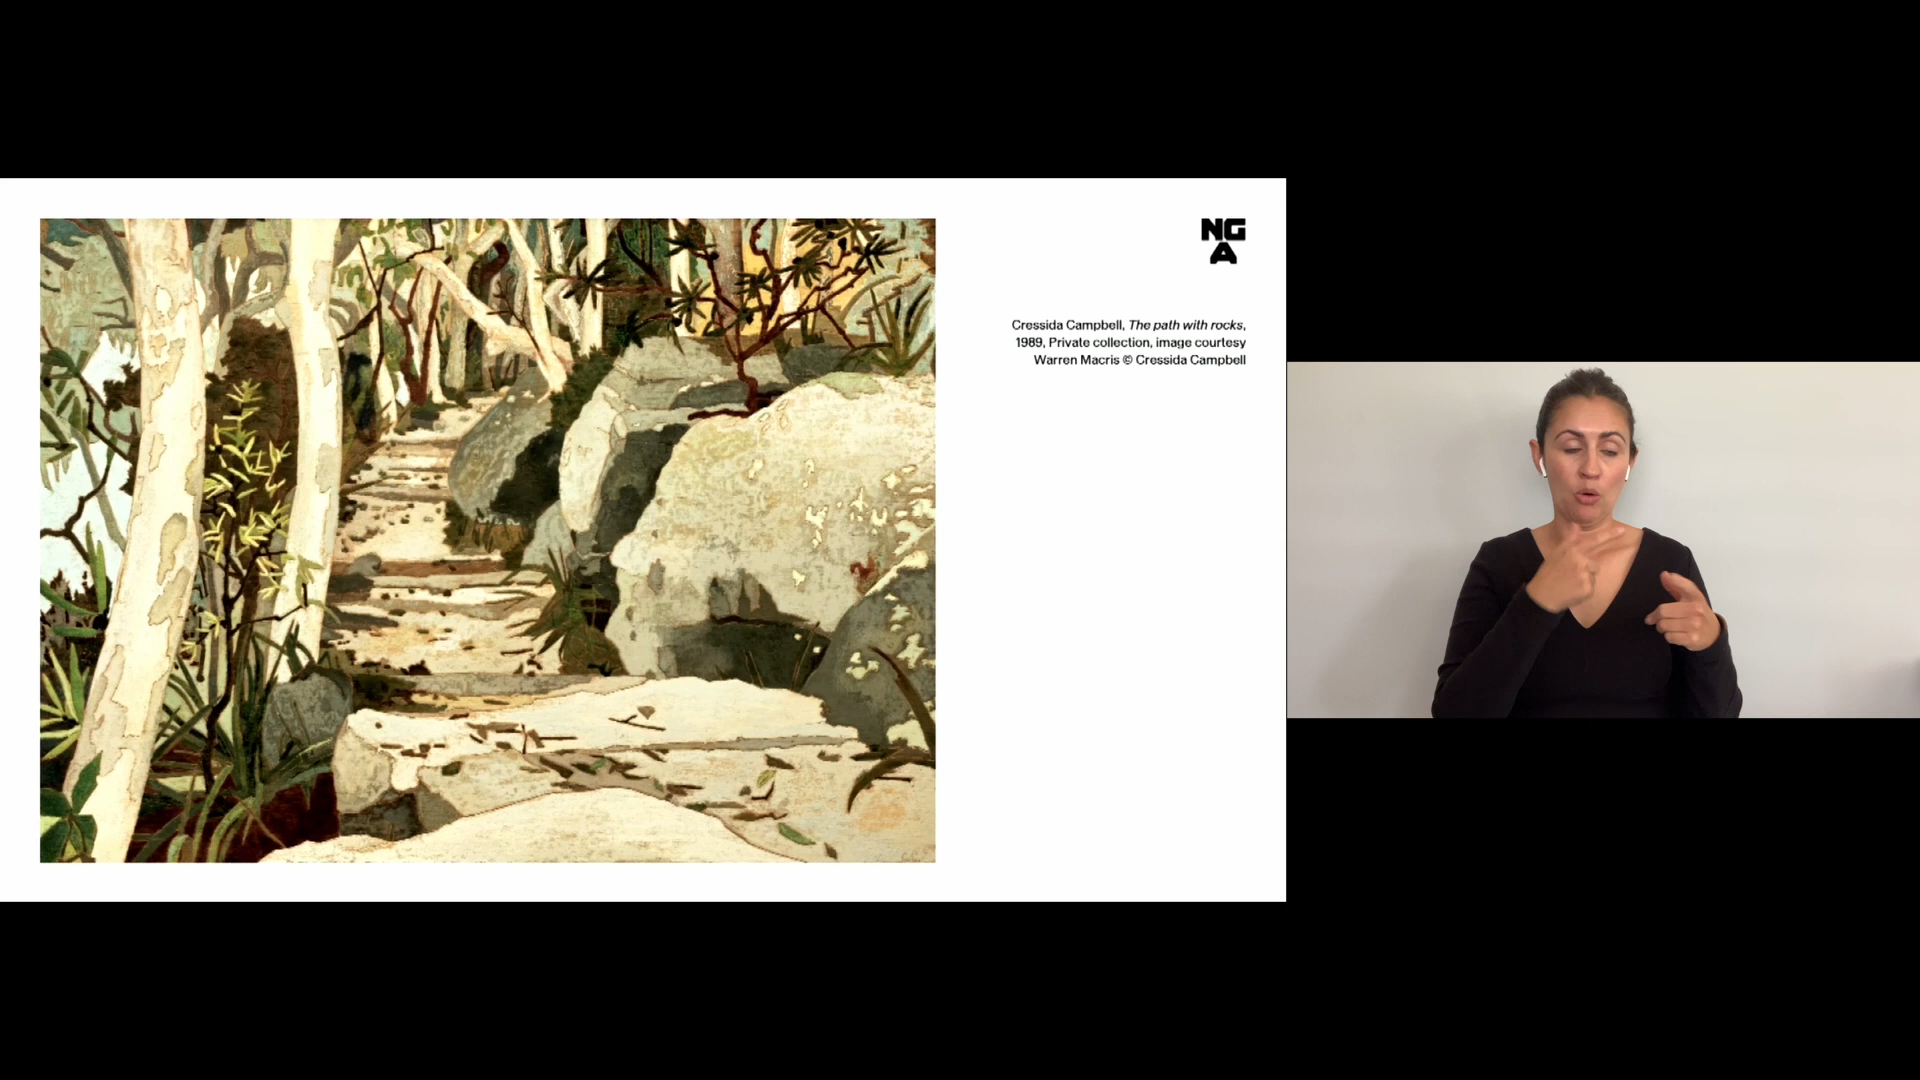 NG
A
Cressida Campbell, The path with rocks,
1989, Private collection, image courtesy
Warren Macris © Cressida Campbell